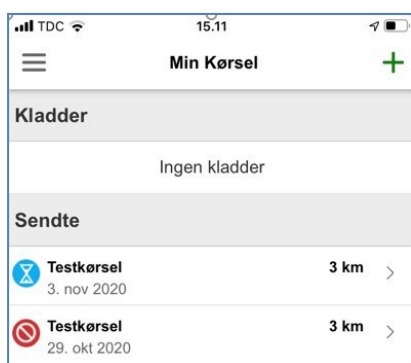 TDC 15.11
Min Kørsel
Kladder
Ingen kladder
Sendte
Testkørsel 3 km
3. nov 2020
Testkørsel 3 km
29. okt 2020